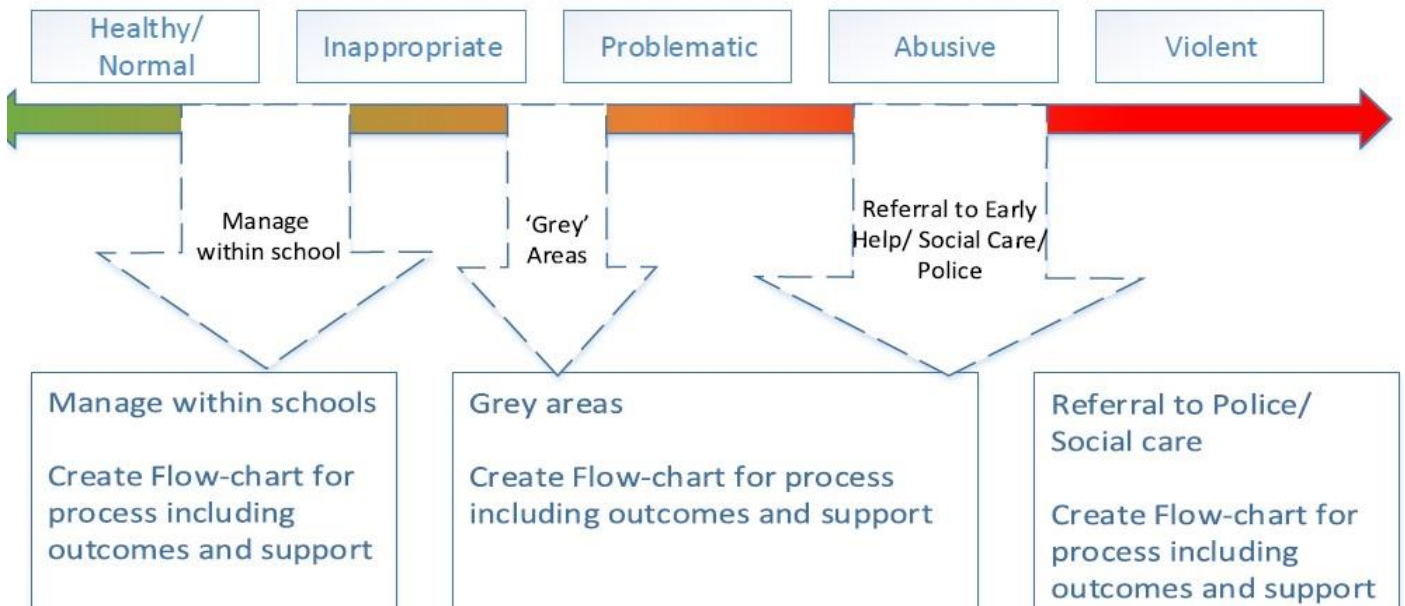 Healthy/
Normal
Inappropriate
Problematic
Abusive
Violent
Manage
within school
‘Grey’
Areas
Referral to Early
Help/ Social Care/
Police
Manage within schools
Create Flow-chart for
process including
outcomes and support
Grey areas
Create Flow-chart for process
including outcomes and support
Referral to Police/
Social care
Create Flow-chart for
process including
outcomes and support